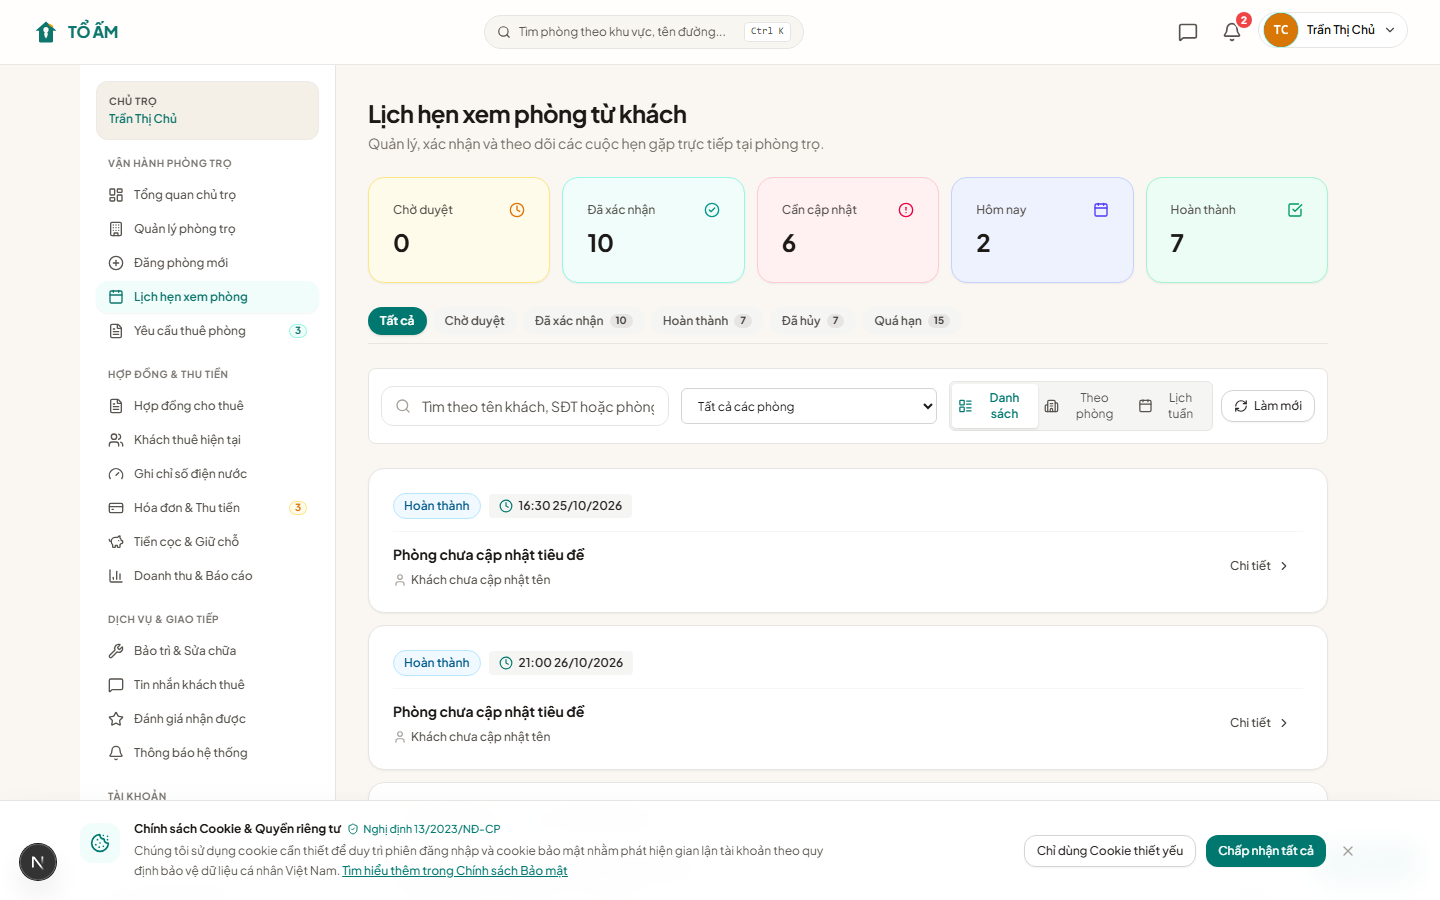 TỔ ẤM
Tìm phòng theo khu vực, tên đường...
Ctrl K
2
TC
Trần Thị Chủ
CHỦ TRỌ
Trần Thị Chủ
VẬN HÀNH PHÒNG TRỌ
Tổng quan chủ trọ
Quản lý phòng trọ
Đăng phòng mới
Lịch hẹn xem phòng
Yêu cầu thuê phòng 3
HỢP ĐỒNG & THU TIỀN
Hợp đồng cho thuê
Khách thuê hiện tại
Ghi chỉ số điện nước
Hóa đơn & Thu tiền 3
Tiền cọc & Giữ chỗ
Doanh thu & Báo cáo
DỊCH VỤ & GIAO TIẾP
Bảo trì & Sửa chữa
Tin nhắn khách thuê
Đánh giá nhận được
Thông báo hệ thống
TÀI KHOẢN
Lịch hẹn xem phòng từ khách
Quản lý, xác nhận và theo dõi các cuộc hẹn gặp trực tiếp tại phòng trọ.
Chờ duyệt
0
Đã xác nhận
10
Cần cập nhật
6
Hôm nay
2
Hoàn thành
7
Tất cả
Chờ duyệt
Đã xác nhận 10
Hoàn thành 7
Đã hủy 7
Quá hạn 15
Tìm theo tên khách, SĐT hoặc phòng
Tất cả các phòng
Danh
sách
Theo
phòng
Lịch
tuần
Làm mới
Hoàn thành
16:30 25/10/2026
Phòng chưa cập nhật tiêu đề
Khách chưa cập nhật tên
Chi tiết
Hoàn thành
21:00 26/10/2026
Phòng chưa cập nhật tiêu đề
Khách chưa cập nhật tên
Chi tiết
N
Chính sách Cookie & Quyền riêng tư
Nghị định 13/2023/NĐ-CP
Chúng tôi sử dụng cookie cần thiết để duy trì phiên đăng nhập và cookie bảo mật nhằm phát hiện gian lận tài khoản theo quy
định bảo vệ dữ liệu cá nhân Việt Nam. Tìm hiểu thêm trong Chính sách Bảo mật
Chỉ dùng Cookie thiết yếu
Chấp nhận tất cả